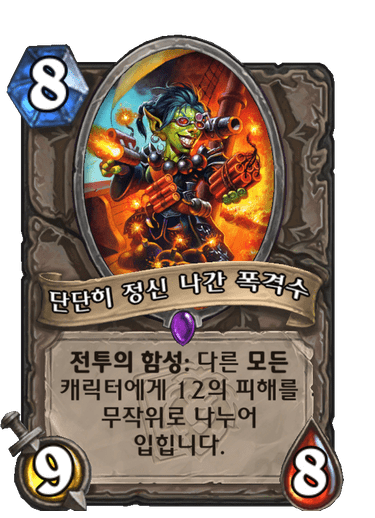 8
단단히 정신 나간 폭격수
전투의 함성: 다른 모든
캐릭터에게 12의 피해를
무작위로 나누어
입힙니다.
9
8